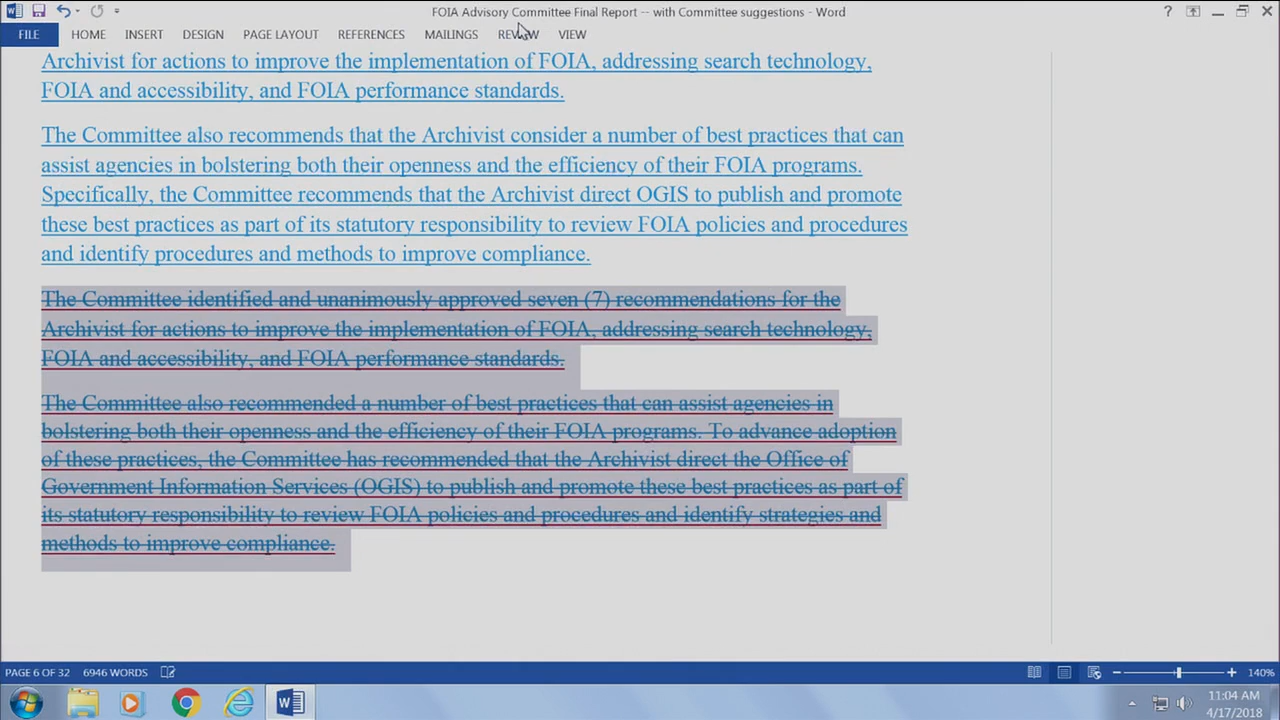 FOIA Advisory Committee Final Report -- with Committee suggestions - Word
?
FILE HOME INSERT DESIGN PAGE LAYOUT REFERENCES MAILINGS REVIEW VIEW
Archivist for actions to improve the implementation of FOIA, addressing search technology,
FOIA and accessibility, and FOIA performance standards.
The Committee also recommends that the Archivist consider a number of best practices that can
assist agencies in bolstering both their openness and the efficiency of their FOIA programs.
Specifically, the Committee recommends that the Archivist direct OGIS to publish and promote
these best practices as part of its statutory responsibility to review FOIA policies and procedures
and identify procedures and methods to improve compliance.
The Committee identified and unanimously approved seven (7) recommendations for the
Archivist for actions to improve the implementation of FOIA, addressing search technology,
FOIA and accessibility, and FOIA performance standards.
The Committee also recommended a number of best practices that can assist agencies in
bolstering both their openness and the efficiency of their FOIA programs. To advance adoption
of these practices, the Committee has recommended that the Archivist direct the Office of
Government Information Services (OGIS) to publish and promote these best practices as part of
its statutory responsibility to review FOIA policies and procedures and identify strategies and
methods to improve compliance.
PAGE 6 OF 32 6946 WORDS
140%
11:04 AM
4/17/2018